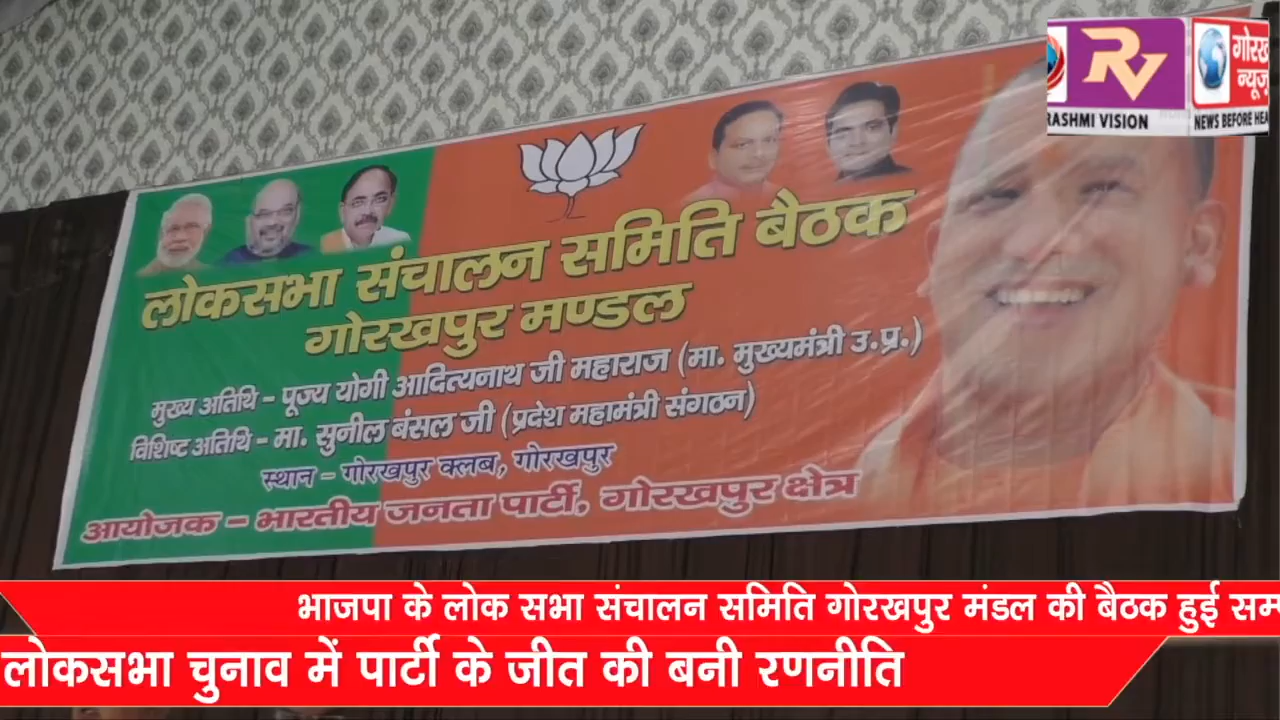 RV
RASHMI VISION
गोरख
न्यूज़
NEWS BEFORE HEA
लोकसभा संचालन समिति बैठक
गोरखपुर मण्डल
मुख्य अतिथि - पूज्य योगी आदित्यनाथ जी महाराज (मा. मुख्यमंत्री उ.प्र.)
विशिष्ट अतिथि - मा. सुनील बंसल जी (प्रदेश महामंत्री संगठन)
स्थान - गोरखपुर क्लब, गोरखपुर
आयोजक - भारतीय जनता पार्टी, गोरखपुर क्षेत्र
भाजपा के लोक सभा संचालन समिति गोरखपुर मंडल की बैठक हुई सम
लोकसभा चुनाव में पार्टी के जीत की बनी रणनीति